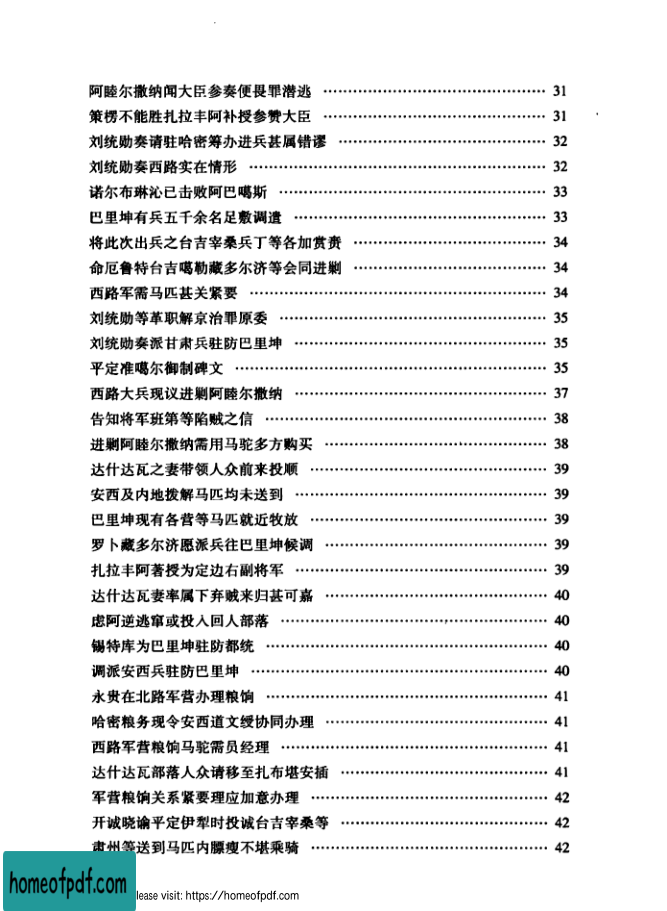 阿睦尔撒纳闻大臣参奏便畏罪潜逃 …………………………………… 31
策楞不能胜扎拉丰阿补授参赞大臣 …………………………………… 31
刘统勋奏请驻哈密筹办进兵甚属错谬 ………………………………… 32
刘统勋奏西路实在情形 ………………………………………………… 32
诺尔布琳沁已击败阿巴噶斯 …………………………………………… 33
巴里坤有兵五千余名足敷调遣 ………………………………………… 33
将此次出兵之台吉宰桑兵丁等各加赏赉 ……………………………… 34
命厄鲁特台吉噶勒藏多尔济等会同进剿 ……………………………… 34
西路军需马匹甚关紧要 ………………………………………………… 34
刘统勋等革职解京治罪原委 …………………………………………… 35
刘统勋奏派甘肃兵驻防巴里坤 ………………………………………… 35
平定准噶尔御制碑文 …………………………………………………… 35
西路大兵现议进剿阿睦尔撒纳 ………………………………………… 37
告知将军班第等陷贼之信 ……………………………………………… 38
进剿阿睦尔撒纳需用马驼多方购买 …………………………………… 38
达什达瓦之妻带领人众前来投顺 ……………………………………… 39
安西及内地拨解马匹均未送到 ………………………………………… 39
巴里坤现有各营等马匹就近牧放 ……………………………………… 39
罗卜藏多尔济愿派兵往巴里坤候调 …………………………………… 39
扎拉丰阿著授为定边右副将军 ………………………………………… 39
达什达瓦妻率属下弃贼来归甚可嘉 …………………………………… 40
虑阿逆逃窜或投入回人部落 …………………………………………… 40
锡特库为巴里坤驻防都统 ……………………………………………… 40
调派安西兵驻防巴里坤 ………………………………………………… 40
永贵在北路军营办理粮饷 ……………………………………………… 41
哈密粮务现令安西道文绶协同办理 …………………………………… 41
西路军营粮饷马驼需员经理 …………………………………………… 41
达什达瓦部落人众请移至扎布堪安插 ………………………………… 41
军营粮饷关系紧要理应加意办理 ……………………………………… 42
开诚晓谕平定伊犁时投诚台吉宰桑等 ………………………………… 42
肃州等送到马匹内膘瘦不堪乘骑 ……………………………………… 42
homeofpdf.com
lease visit: https://homeofpdf.com